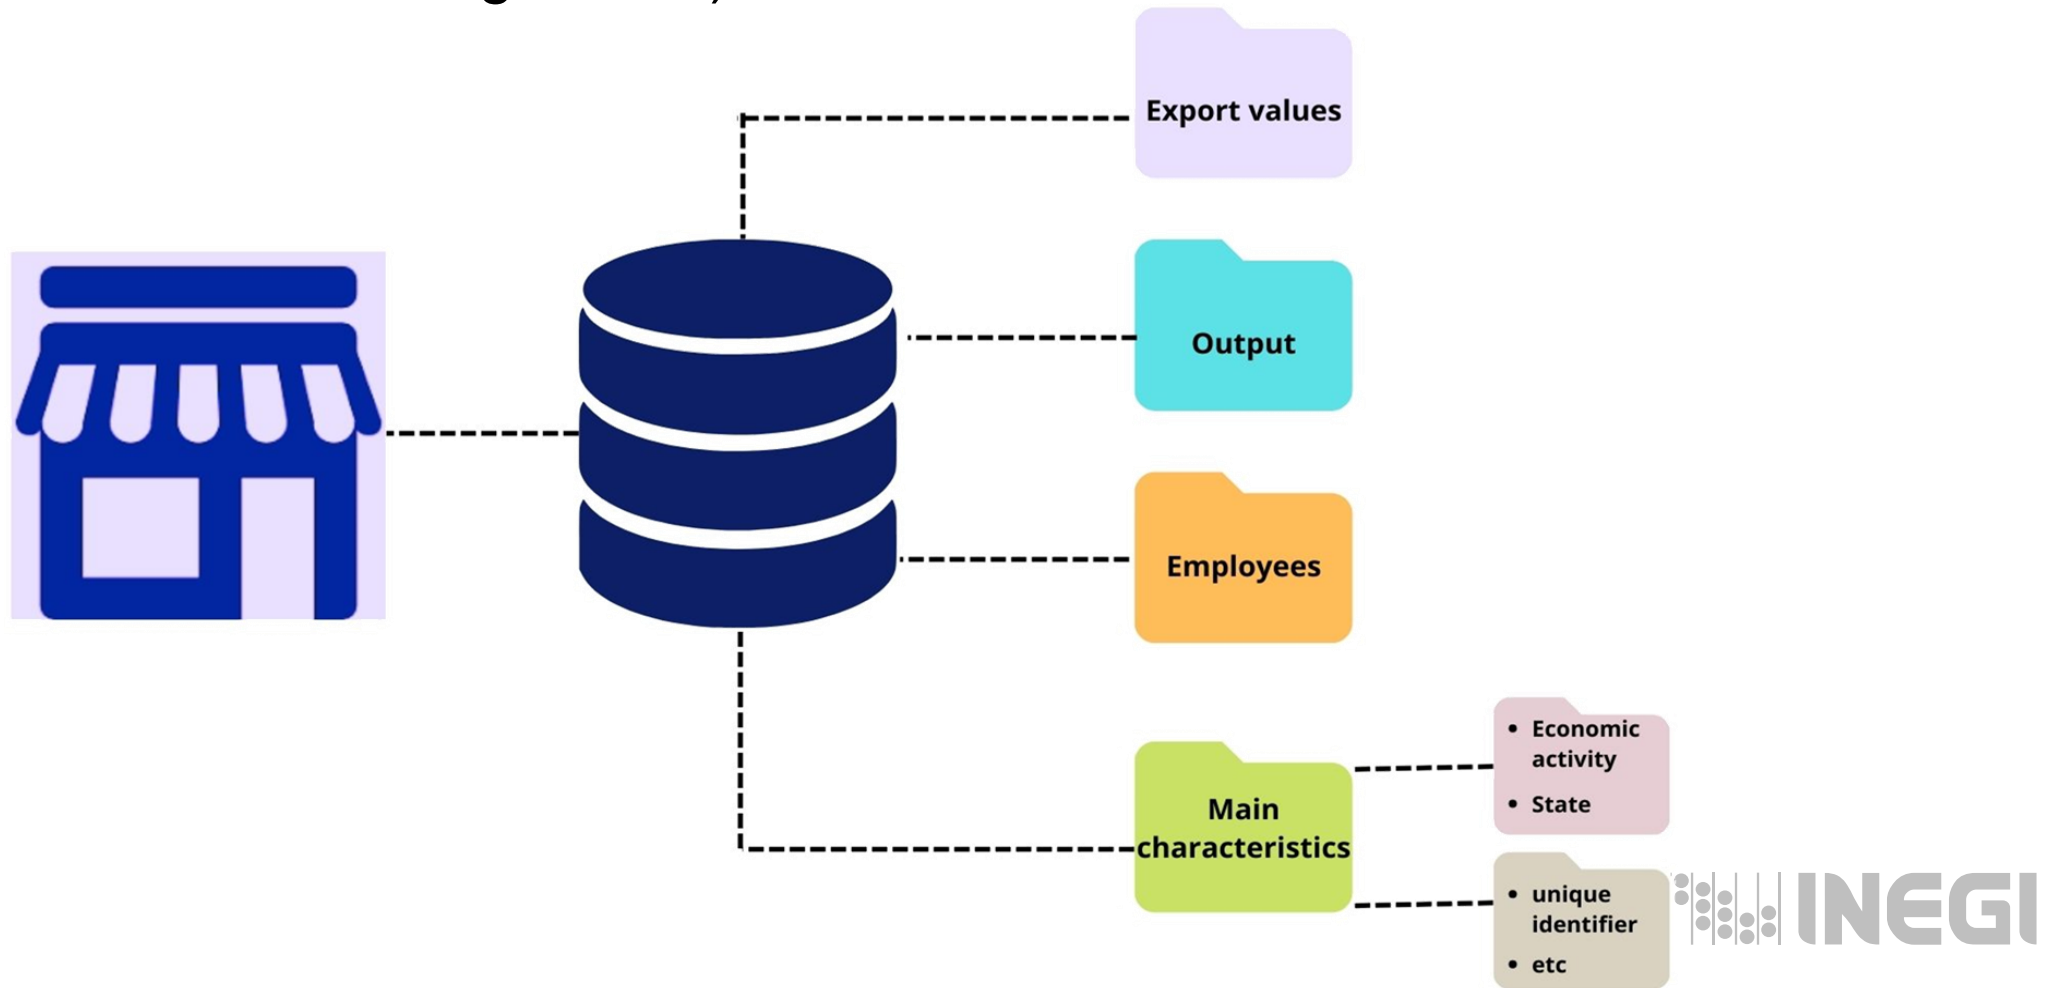 Export values
Output
Employees
Main
characteristics
• Economic
activity
• State
• unique
identifier
• etc
INEGI